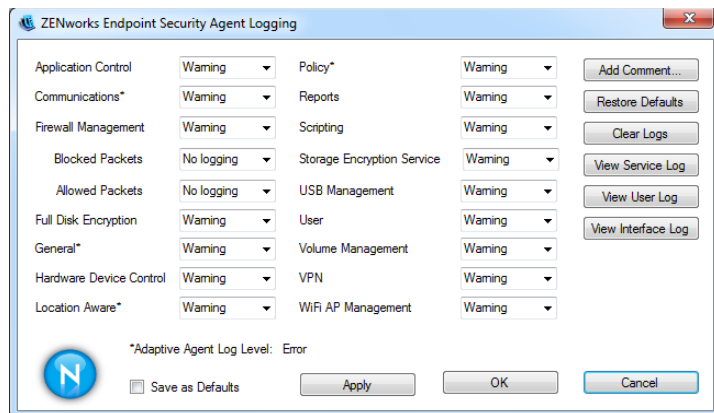 ZENworks Endpoint Security Agent Logging
Application Control Warning Policy* Warning Add Comment...
Communications* Warning Reports Warning Restore Defaults
Firewall Management Warning Scripting Warning Clear Logs
Blocked Packets No logging Storage Encryption Service Warning View Service Log
Allowed Packets No logging USB Management Warning View User Log
Full Disk Encryption Warning User Warning View Interface Log
General* Warning Volume Management Warning
Hardware Device Control Warning VPN Warning
Location Aware* Warning WiFi AP Management Warning
*Adaptive Agent Log Level: Error
N
Save as Defaults Apply OK Cancel